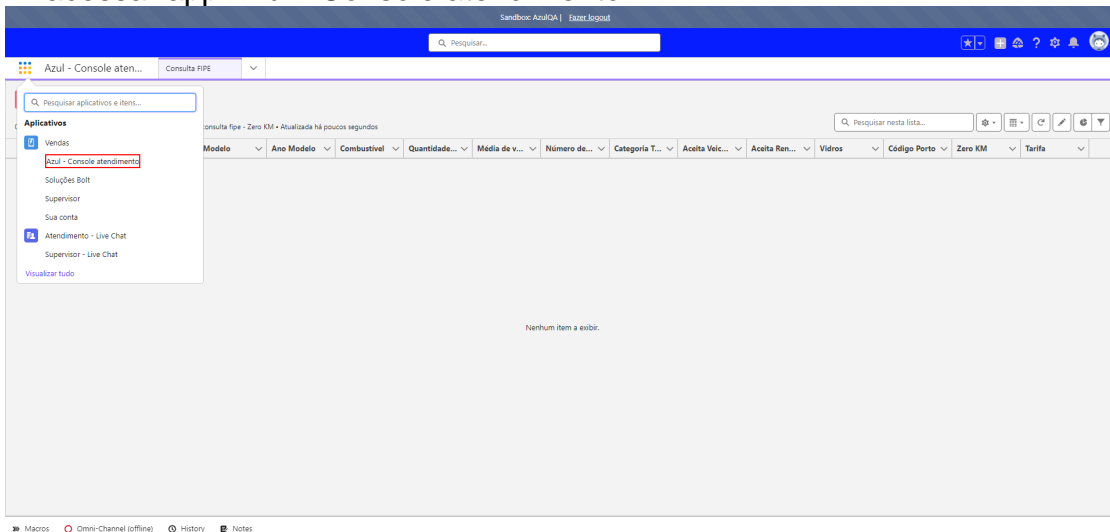 Sandbox: AzulQA | Fazer logout
Pesquisar...
Azul - Console aten... Consulta FIPE
Pesquisar aplicativos e itens...
Aplicativos
consulta fipe - Zero KM • Atualizada há poucos segundos Pesquisar nesta lista...
Vendas
Modelo Ano Modelo Combustível Quantidade... Média de v... Número de... Categoria T... Aceita Veíc... Aceita Ren... Vidros Código Porto Zero KM Tarifa
Azul - Console atendimento
Soluções Bolt
Supervisor
Sua conta
Atendimento - Live Chat
Supervisor - Live Chat
Visualizar tudo
Nenhum item a exibir.
Macros Omni-Channel (offline) History Notes